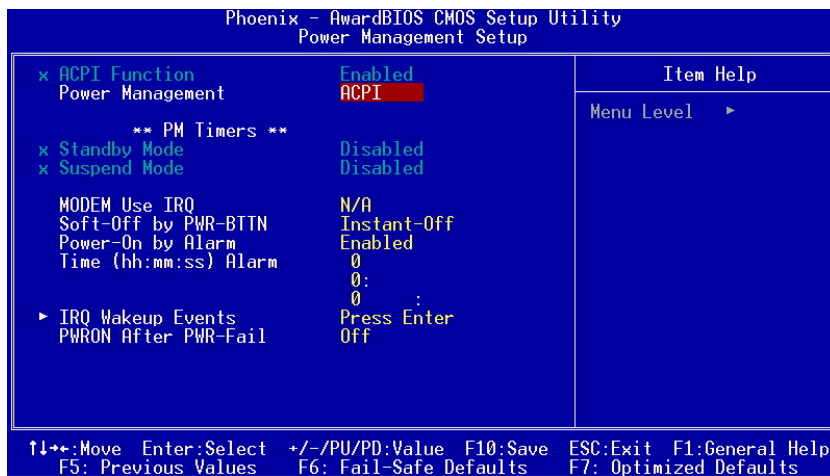 Phoenix - AwardBIOS CMOS Setup Utility
Power Management Setup
x ACPI Function Enabled
Power Management ACPI
** PM Timers **
x Standby Mode Disabled
x Suspend Mode Disabled
MODEM Use IRQ N/A
Soft-Off by PWR-BTTN Instant-Off
Power-On by Alarm Enabled
Time (hh:mm:ss) Alarm 0
0:
0 :
► IRQ Wakeup Events Press Enter
PWRON After PWR-Fail Off
Item Help
Menu Level ►
↑↓→←:Move Enter:Select +/-/PU/PD:Value F10:Save ESC:Exit F1:General Help
F5: Previous Values F6: Fail-Safe Defaults F7: Optimized Defaults